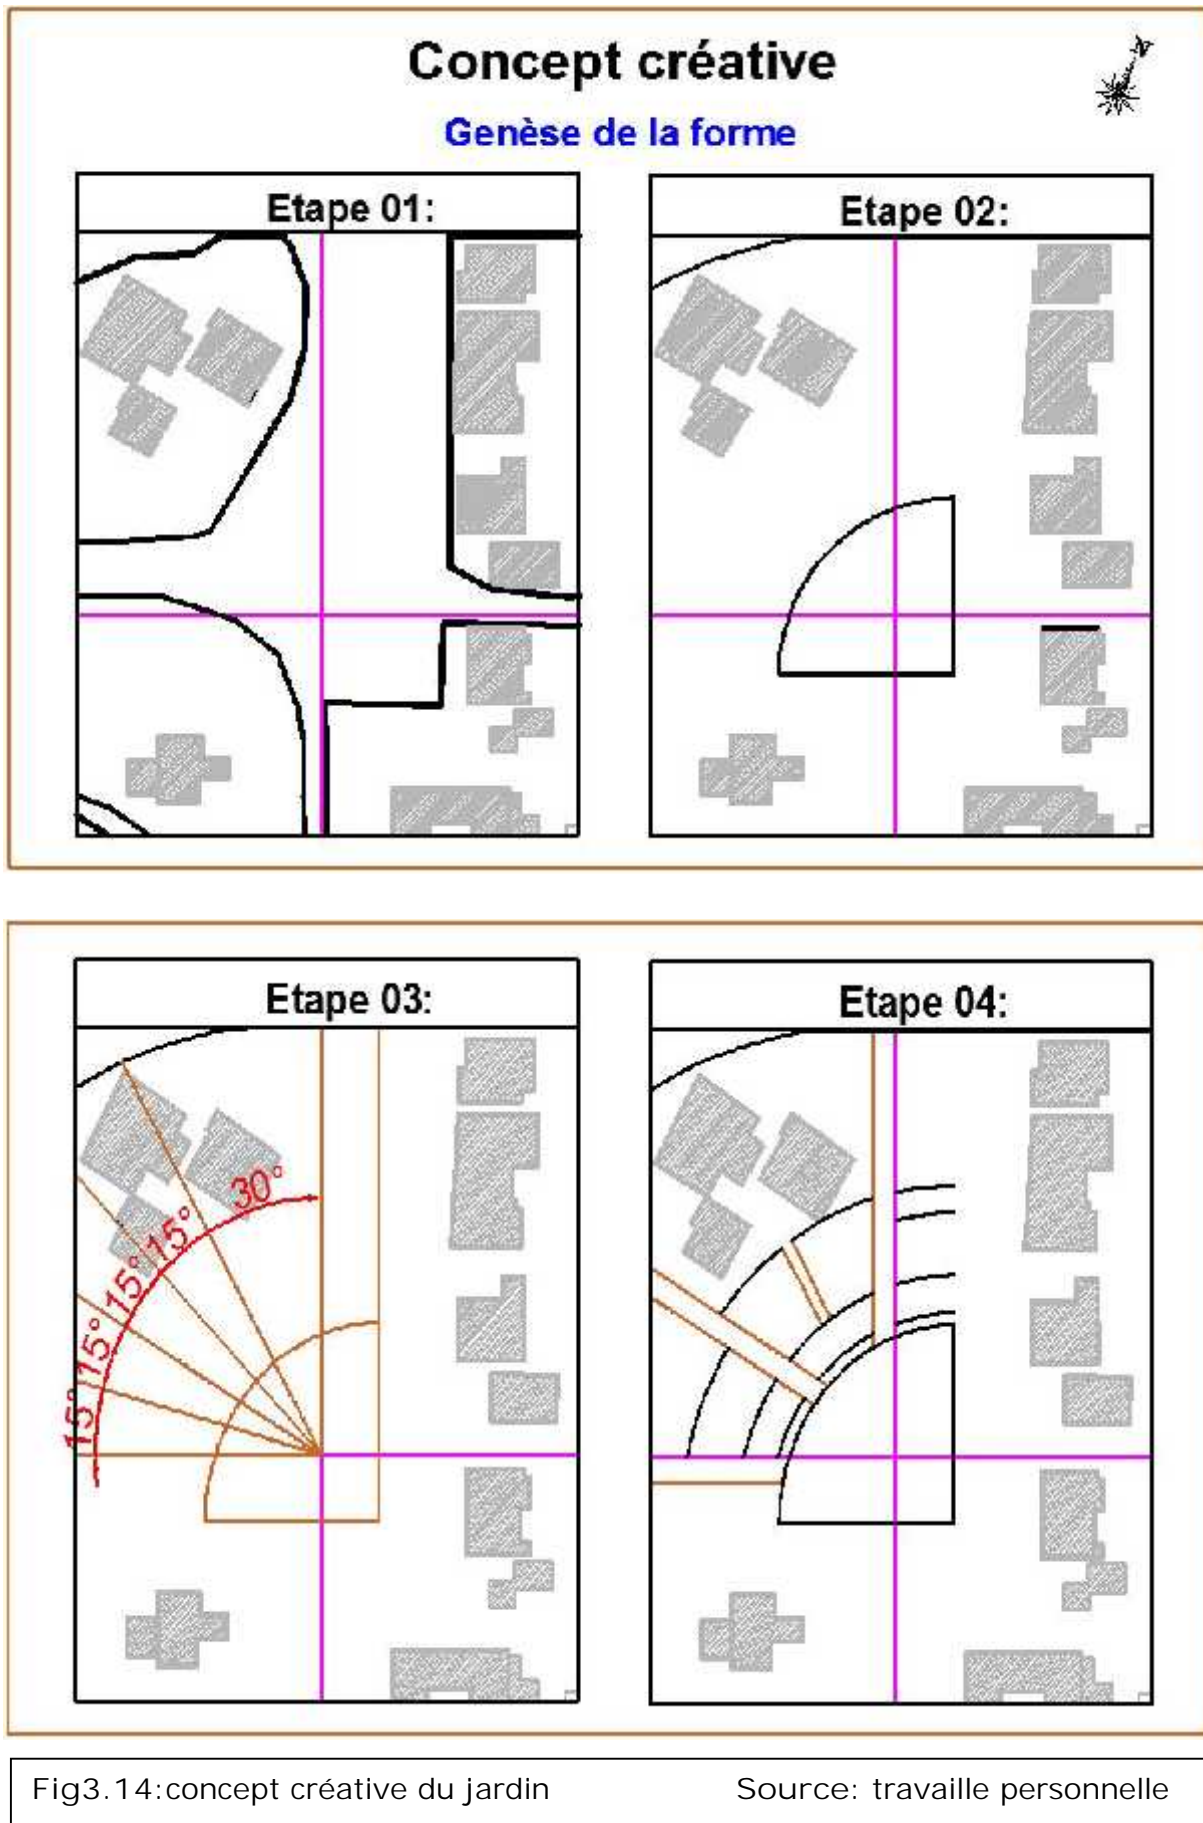 Concept créative
N
Genèse de la forme
Etape 01:
Etape 02:
Etape 03:
30°
15°
15°
15°
15°
Etape 04:
Fig3.14:concept créative du jardin Source: travaille personnelle